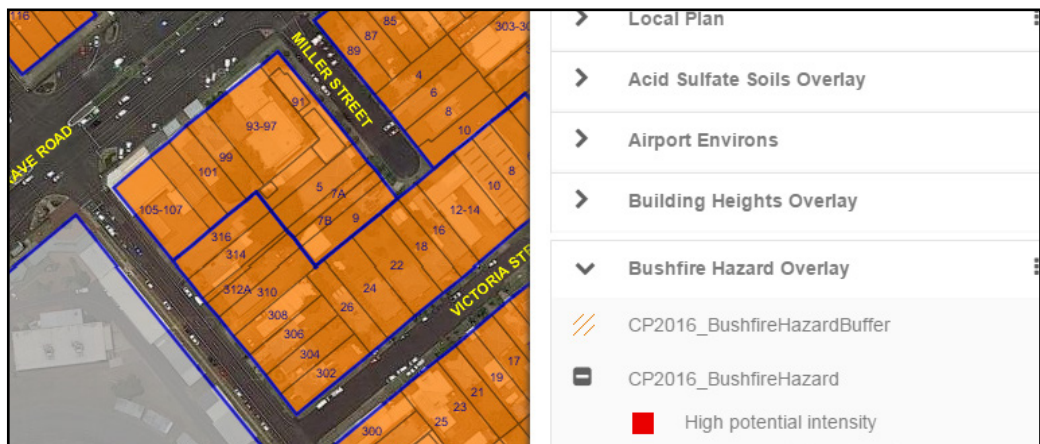 116
85
87
89
303-30
MILLER STREET
4
6
8
10
91
93-97
99
101
105-107
AVE ROAD
5
7A
7B
9
316
314
312A
310
308
306
304
302
26
24
22
18
16
12-14
10
8
VICTORIA STR
300
25
23
21
19
17
Local Plan
Acid Sulfate Soils Overlay
Airport Environs
Building Heights Overlay
Bushfire Hazard Overlay
CP2016_BushfireHazardBuffer
CP2016_BushfireHazard
High potential intensity